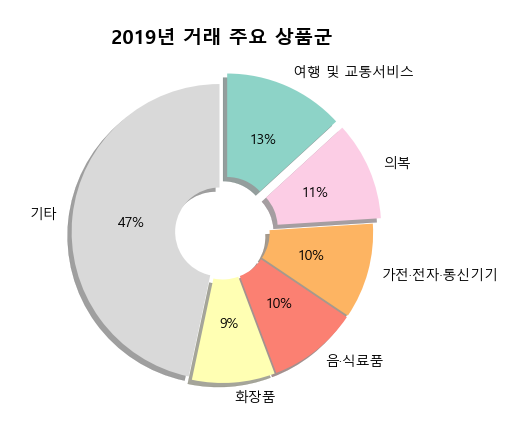 2019년 거래 주요 상품군
여행 및 교통서비스
13%
의복
11%
가전·전자·통신기기
10%
음·식료품
10%
화장품
9%
기타
47%